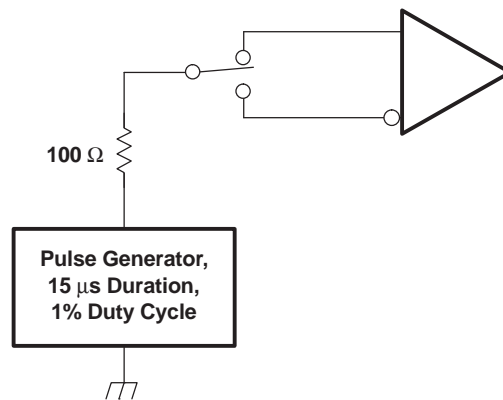 100 Ω
Pulse Generator,
15 μs Duration,
1% Duty Cycle